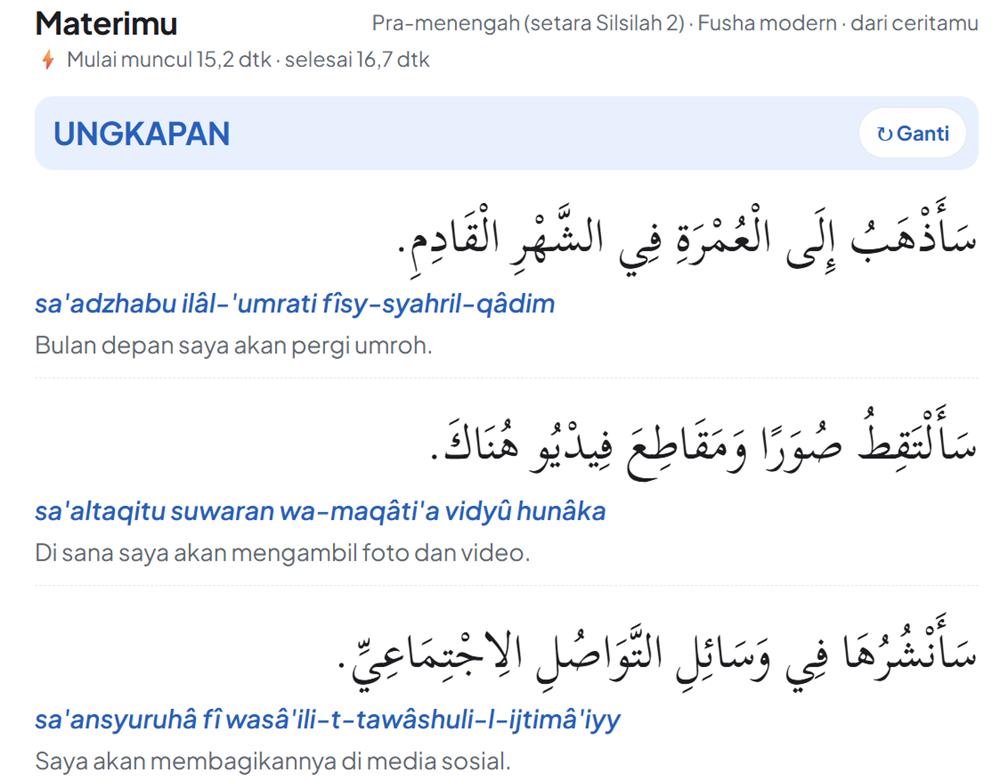 Materimu
Pra-menengah (setara Silsilah 2) · Fusha modern · dari ceritamu
⚡ Mulai muncul 15,2 dtk · selesai 16,7 dtk
UNGKAPAN
↻ Ganti
سَأَذْهَبُ إِلَى الْعُمْرَةِ فِي الشَّهْرِ الْقَادِمِ.
sa'adzhabu ilâl-'umrati fîsy-syahril-qâdim
Bulan depan saya akan pergi umroh.
سَأَلْتَقِطُ صُوَرًا وَمَقَاطِعَ فِيدْيُو هُنَاكَ.
sa'altaqitu suwaran wa-maqâti'a vidyû hunâka
Di sana saya akan mengambil foto dan video.
سَأَنْشُرُهَا فِي وَسَائِلِ التَّوَاصُلِ الِاجْتِمَاعِيِّ.
sa'ansyuruhâ fî wasâ'ili-t-tawâshuli-l-ijtimâ'iyy
Saya akan membagikannya di media sosial.